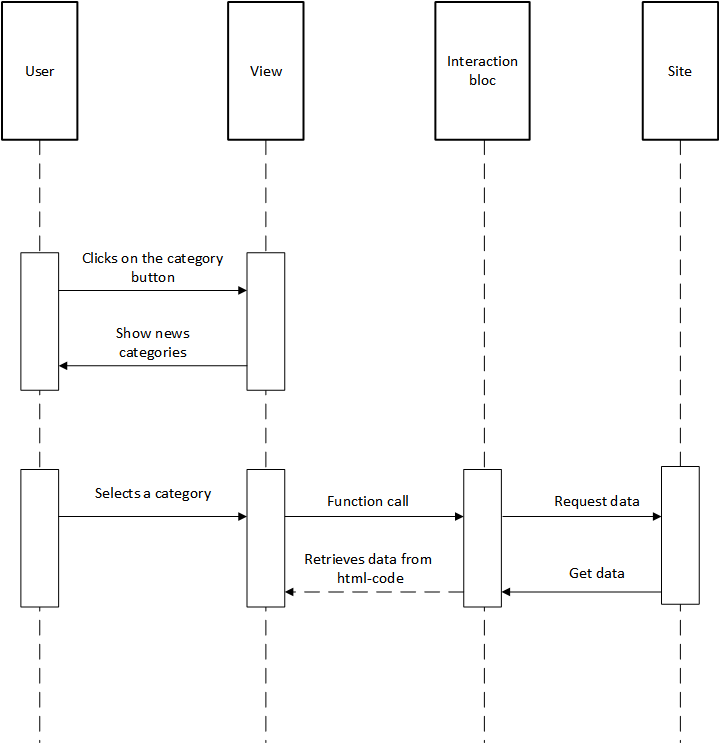 User
View
Interaction
bloc
Site
Clicks on the category
button
Show news
categories
Selects a category
Function call
Request data
Retrieves data from
html-code
Get data